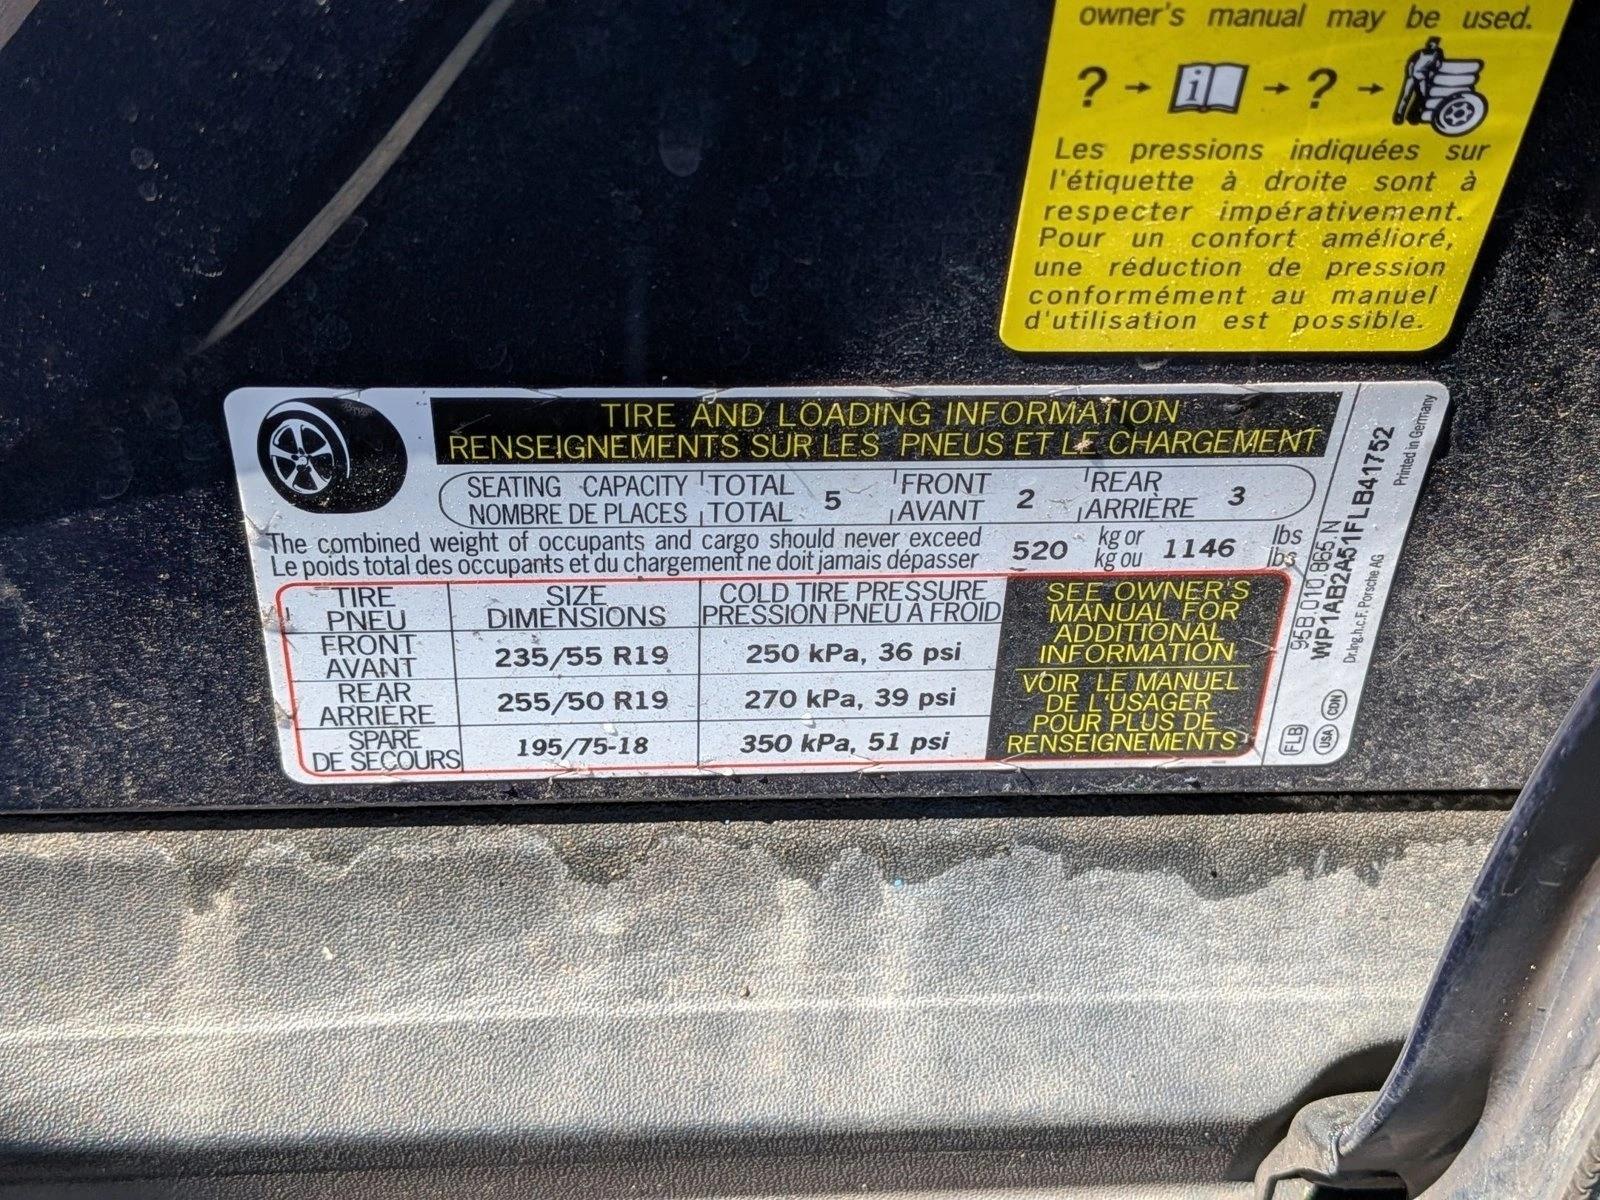 owner's manual may be used.
? → i → ? →
Les pressions indiquées sur
l'étiquette à droite sont à
respecter impérativement.
Pour un confort amélioré,
une réduction de pression
conformément au manuel
d'utilisation est possible.
TIRE AND LOADING INFORMATION
RENSEIGNEMENTS SUR LES PNEUS ET LE CHARGEMENT
SEATING CAPACITY TOTAL 5 FRONT 2 REAR 3
NOMBRE DE PLACES TOTAL AVANT ARRIÈRE
The combined weight of occupants and cargo should never exceed 520 kg or 1146 lbs
Le poids total des occupants et du chargement ne doit jamais dépasser kg ou lbs
TIRE SIZE COLD TIRE PRESSURE
PNEU DIMENSIONS PRESSION PNEU A FROID
FRONT
AVANT
235/55 R19 250 kPa, 36 psi
REAR
ARRIÈRE
255/50 R19 270 kPa, 39 psi
SPARE
DE SECOURS
195/75-18 350 kPa, 51 psi
SEE OWNER'S
MANUAL FOR
ADDITIONAL
INFORMATION
VOIR LE MANUEL
DE L'USAGER
POUR PLUS DE
RENSEIGNEMENTS
95B.010.865.N
WP1AB2A51FLB41752
Dr.Ing.h.c.F. Porsche AG
Printed in Germany
FLB
USA
CDN